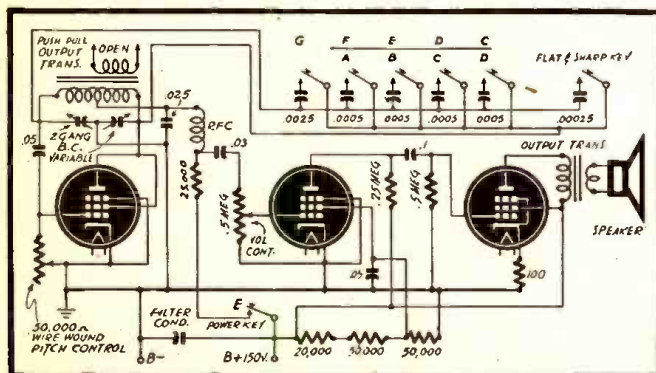 PUSH PULL
OUTPUT
TRANS.
OPEN
G F E D C
A B C D
FLAT & SHARP KEY
.0025 .0005 .0005 .0005 .0005 .00025
.05
2 GANG
B.C.
VARIABLE
.025
RFC
.03
25,000
.5 MEG
VOL
CONT.
.1
.25 MEG
.5 MEG
.05
OUTPUT TRANS
SPEAKER
100
50,000 Ω
WIRE WOUND
PITCH CONTROL
FILTER
COND.
E
POWER KEY
20,000 50,000 50,000
B- B+150V.